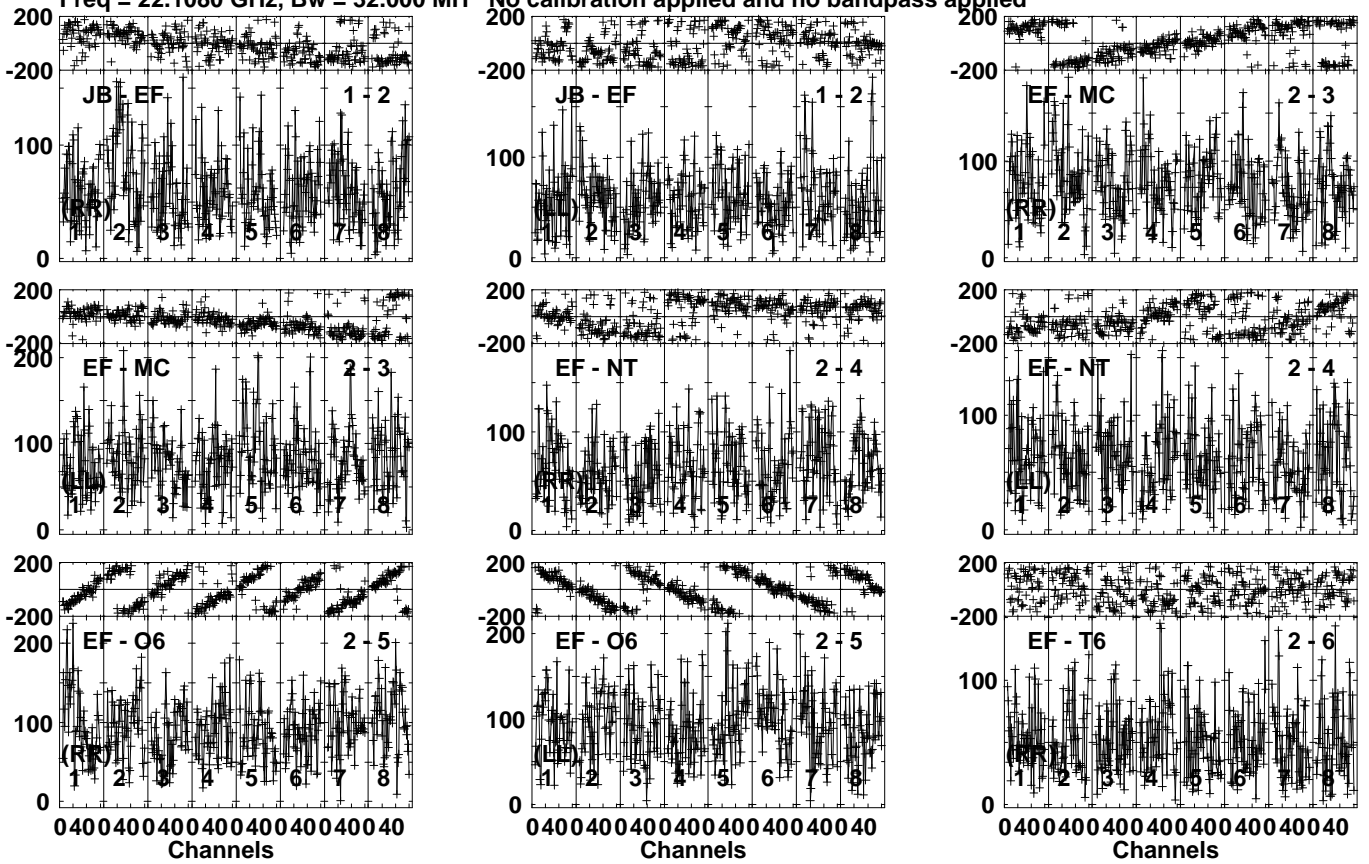 Freq = 22.1080 GHz, Bw = 32.000 MH No calibration applied and no bandpass applied
200 200 200
-200 -200 -200
JB - EF 1 - 2 JB - EF 1 - 2 EF - MC 2 - 3
100 100 100
(RR) (LL) (RR)
1 2 3 4 5 6 7 8 1 2 3 4 5 6 7 8 1 2 3 4 5 6 7 8
0 0 0
200 200 200
-200 -200 -200
200
EF - MC 2 - 3 EF - NT 2 - 4 EF - NT 2 - 4
100 100 100
(LL) (RR) (LL)
1 2 3 4 5 6 7 8 1 2 3 4 5 6 7 8 1 2 3 4 5 6 7 8
0 0 0
200 200 200
-200 -200 -200
200 200
EF - O6 2 - 5 EF - O6 2 - 5 EF - T6 2 - 6
100 100 100
(RR) (LL) (RR)
1 2 3 4 5 6 7 8 1 2 3 4 5 6 7 8 1 2 3 4 5 6 7 8
0 0 0
0 40 0 40 0 40 0 40 0 40 0 40 0 40 0 40 0 40 0 40 0 40 0 40 0 40 0 40 0 40 0 40 0 40 0 40 0 40 0 40 0 40 0 40 0 40 0 40
Channels Channels Channels